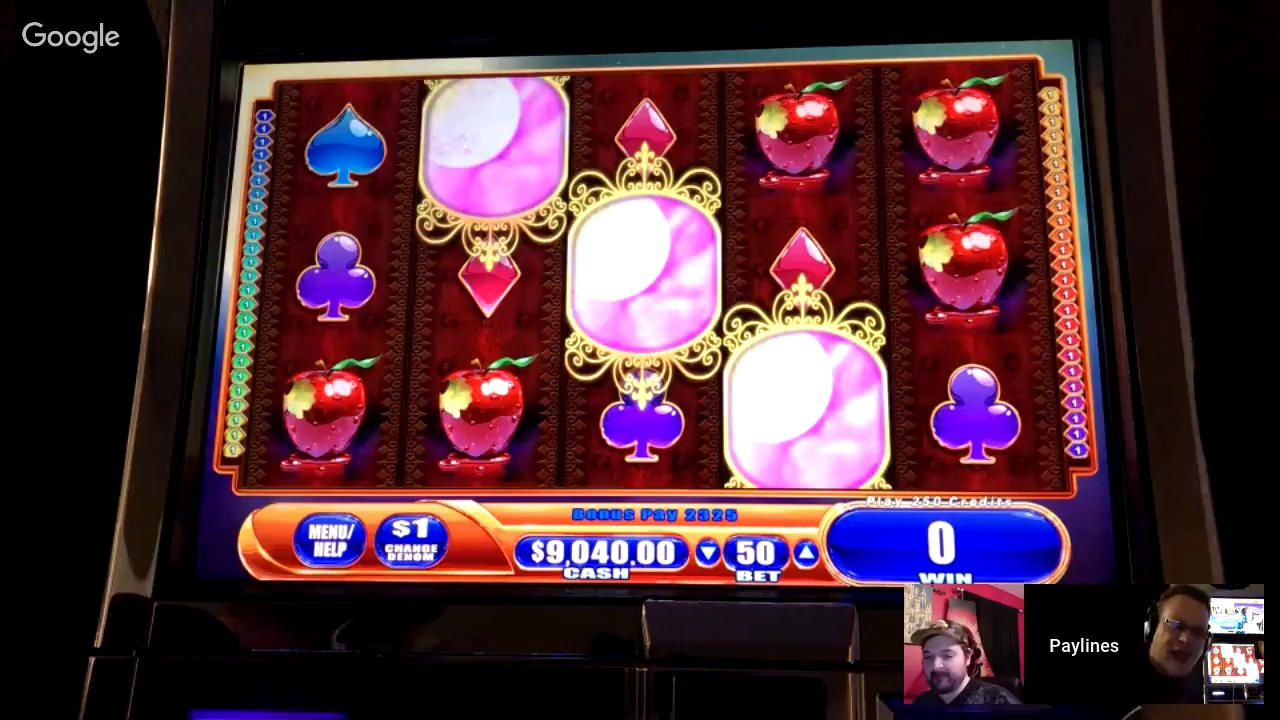 Google
Play 250 Credits
Bonus Pay 2325
MENU/
HELP
$1
CHANGE
DENOM
$9,040.00
CASH
50
BET
0
WIN
Paylines